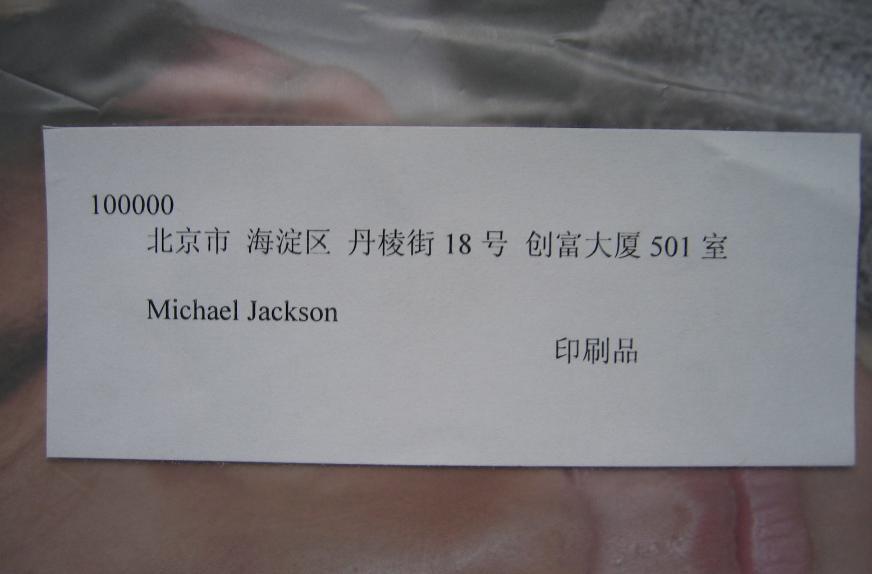 100000
北京市 海淀区 丹棱街 18 号 创富大厦 501 室
Michael Jackson
印刷品